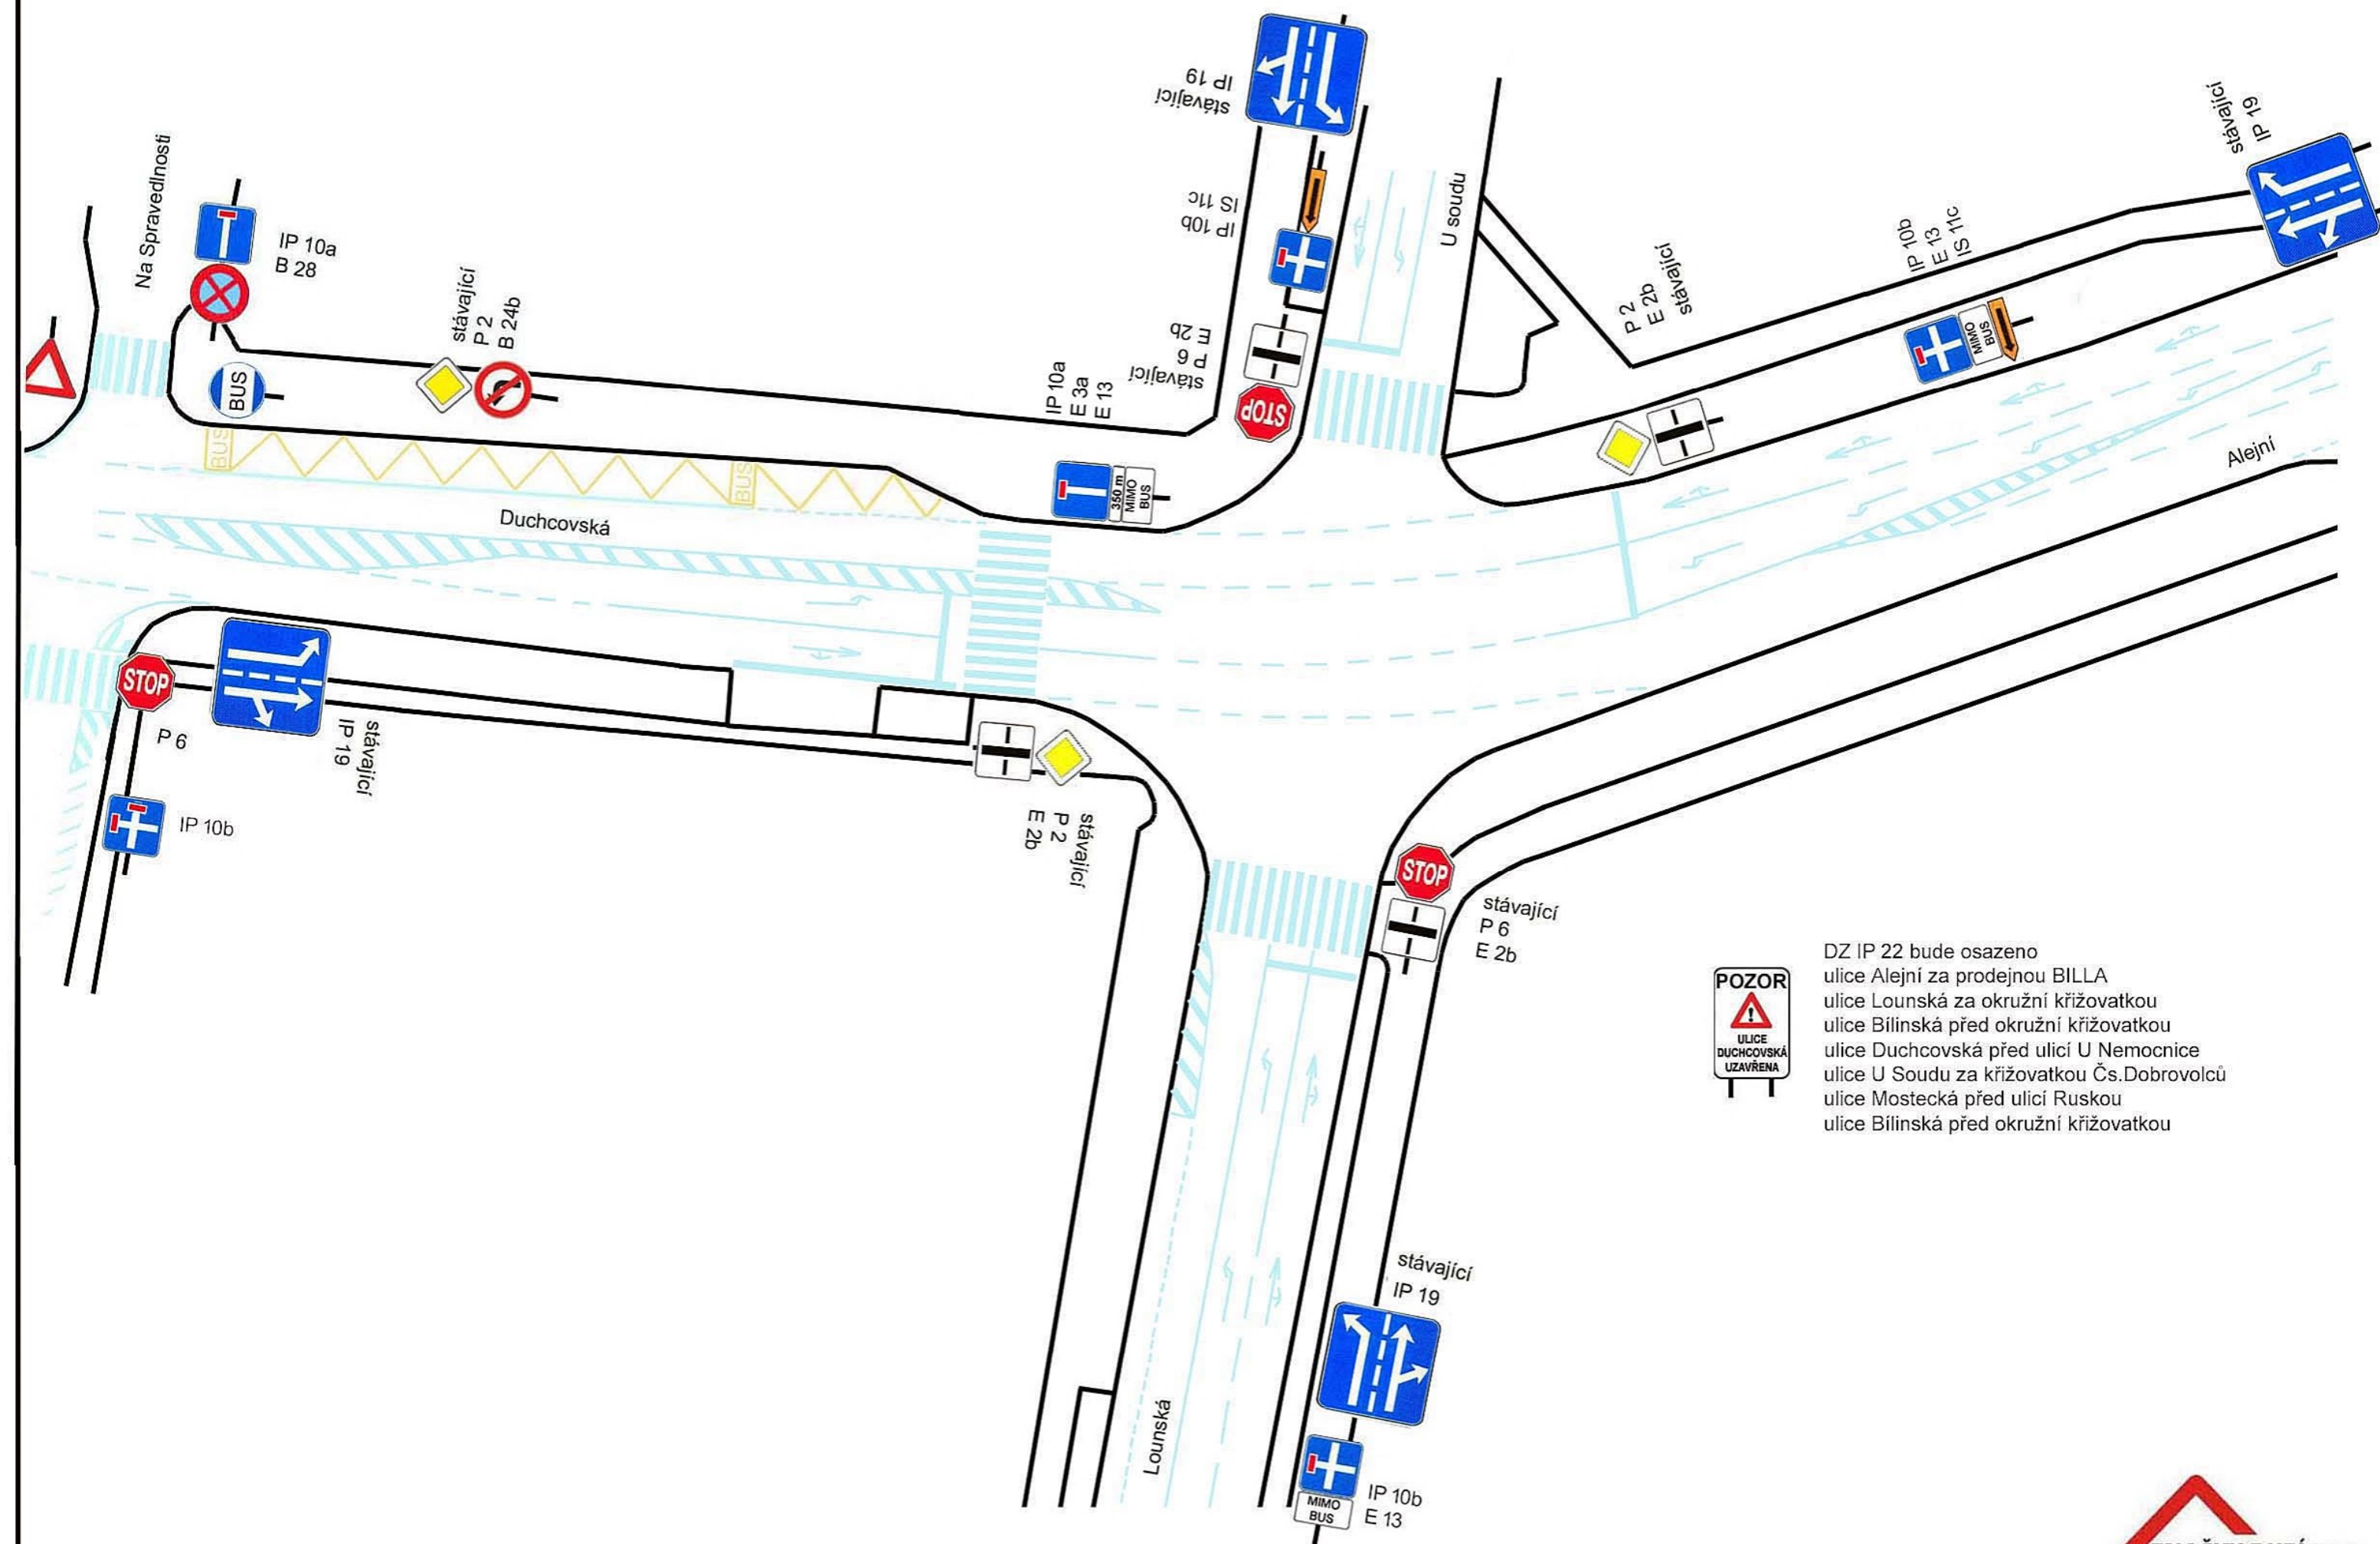 stávající
IP 19
stávající
IP 19
Na Spravedlnosti
IP 10a
B 28
IP 10b
IS 11c
U soudu
IP 10b
E 13
IS 11c
stávající
P 2
B 24b
P 2
E 2b
stávající
stávající
P 6
E 2b
MIMO
BUS
IP 10a
E 3a
E 13
BUS
STOP
BUS
BUS
350 m
MIMO
BUS
Alejní
Duchcovská
STOP
P 6
stávající
IP 19
IP 10b
stávající
P 2
E 2b
STOP
stávající
P 6
E 2b
POZOR
ULICE
DUCHCOVSKÁ
UZAVŘENA
DZ IP 22 bude osazeno
ulice Alejní za prodejnou BILLA
ulice Lounská za okružní křižovatkou
ulice Bílinská před okružní křižovatkou
ulice Duchcovská před ulicí U Nemocnice
ulice U Soudu za křižovatkou Čs.Dobrovolců
ulice Mostecká před ulicí Ruskou
ulice Bílinská před okružní křižovatkou
stávající
IP 19
Lounská
IP 10b
E 13
MIMO
BUS